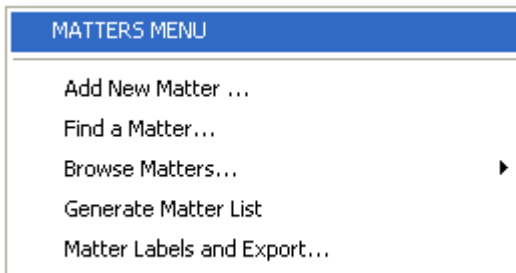 MATTERS MENU
Add New Matter ...
Find a Matter...
Browse Matters...
Generate Matter List
Matter Labels and Export...